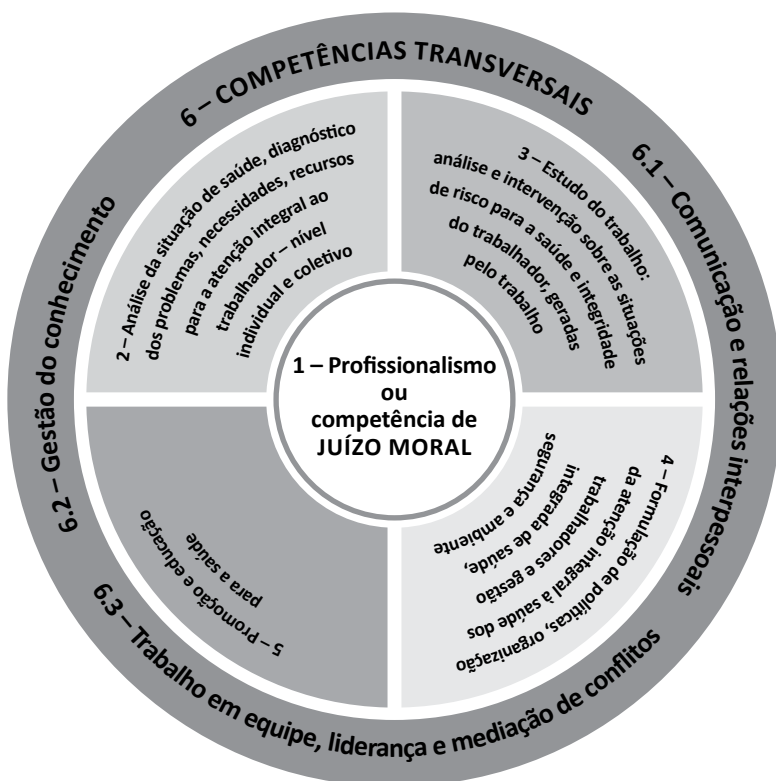 6 – COMPETÊNCIAS TRANSVERSAIS
6.1 – Comunicação e relações interpessoais
6.2 – Gestão do conhecimento
6.3 – Trabalho em equipe, liderança e mediação de conflitos
1 – Profissionalismo
ou
competência de
JUÍZO MORAL
2 – Análise da situação de saúde, diagnóstico
dos problemas, necessidades, recursos
para a atenção integral ao
trabalhador – nível
individual e coletivo
3 – Estudo do trabalho:
análise e intervenção sobre as situações
de risco para a saúde e integridade
do trabalhador, geradas
pelo trabalho
4 – Formulação de políticas, organização
da atenção integral à saúde dos
trabalhadores e gestão
integrada de saúde,
segurança e ambiente
5 – Promoção e educação
para a saúde